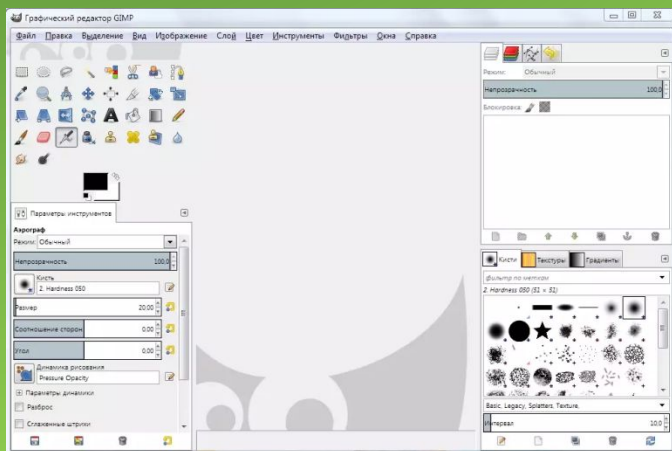 Графический редактор GIMP
Файл Правка Выделение Вид Изображение Слой Цвет Инструменты Фильтры Окна Справка
Параметры инструментов
Аэрограф
Режим: Обычный
Непрозрачность 100,0
Кисть
2. Hardness 050
Размер 20,00
Соотношение сторон 0,00
Угол 0,00
Динамика рисования
Pressure Opacity
Параметры динамики
Разброс
Сглаженные штрихи
Режим: Обычный
Непрозрачность 100,0
Блокировка:
Кисти Текстуры Градиенты
фильтр по меткам
2. Hardness 050 (51 × 51)
Basic, Legacy, Splatters, Texture,
Интервал 10,0